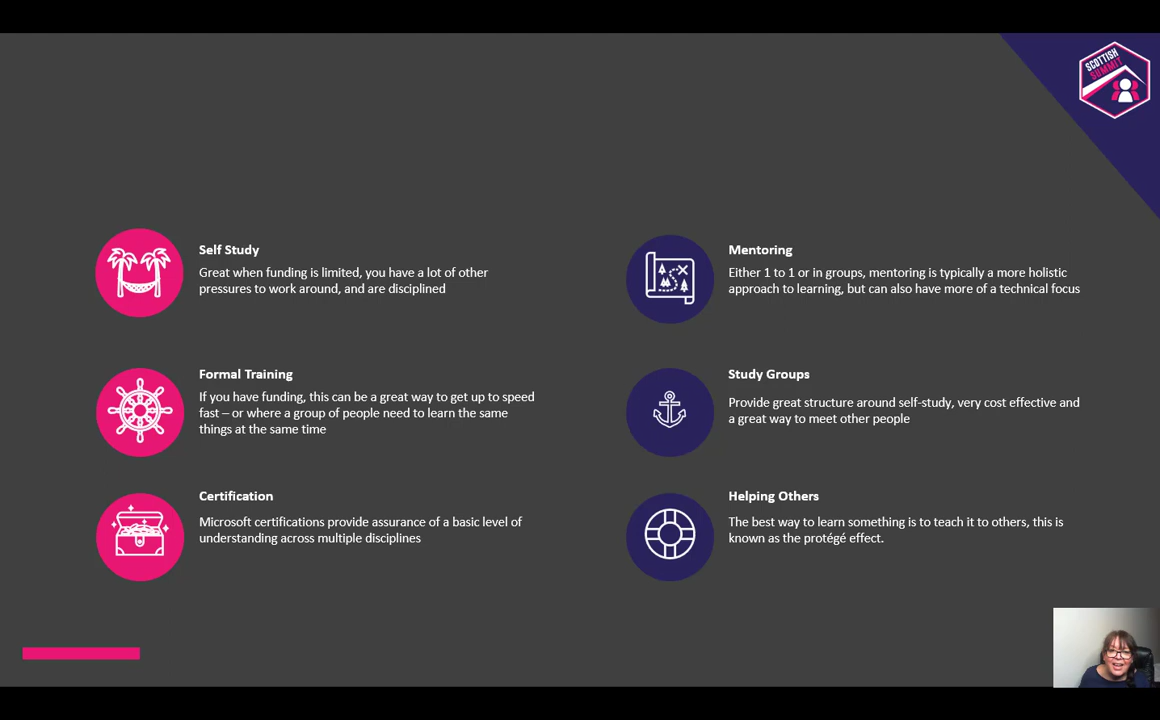 SCOTTISH
SUMMIT
Self Study
Great when funding is limited, you have a lot of other
pressures to work around, and are disciplined
Mentoring
Either 1 to 1 or in groups, mentoring is typically a more holistic
approach to learning, but can also have more of a technical focus
Formal Training
If you have funding, this can be a great way to get up to speed
fast – or where a group of people need to learn the same
things at the same time
Study Groups
Provide great structure around self-study, very cost effective and
a great way to meet other people
Certification
Microsoft certifications provide assurance of a basic level of
understanding across multiple disciplines
Helping Others
The best way to learn something is to teach it to others, this is
known as the protégé effect.